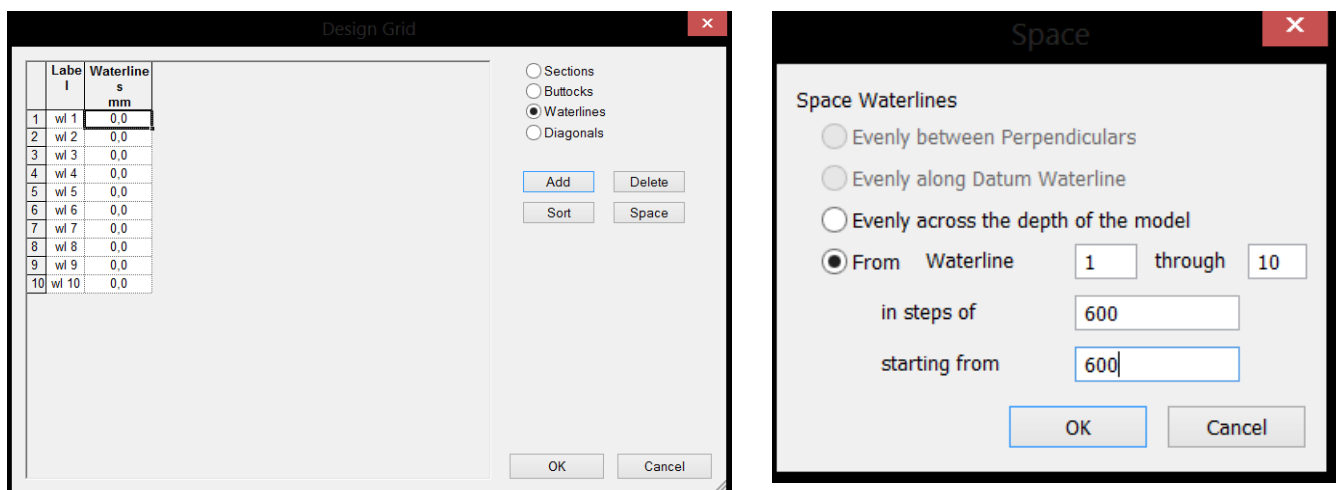 Design Grid
Labe Waterline
l s
mm
1 wl 1 0,0
2 wl 2 0,0
3 wl 3 0,0
4 wl 4 0,0
5 wl 5 0,0
6 wl 6 0,0
7 wl 7 0,0
8 wl 8 0,0
9 wl 9 0,0
10 wl 10 0,0
Sections
Buttocks
Waterlines
Diagonals
Add Delete
Sort Space
OK Cancel
Space
Space Waterlines
Evenly between Perpendiculars
Evenly along Datum Waterline
Evenly across the depth of the model
From Waterline 1 through 10
in steps of 600
starting from 600
OK Cancel